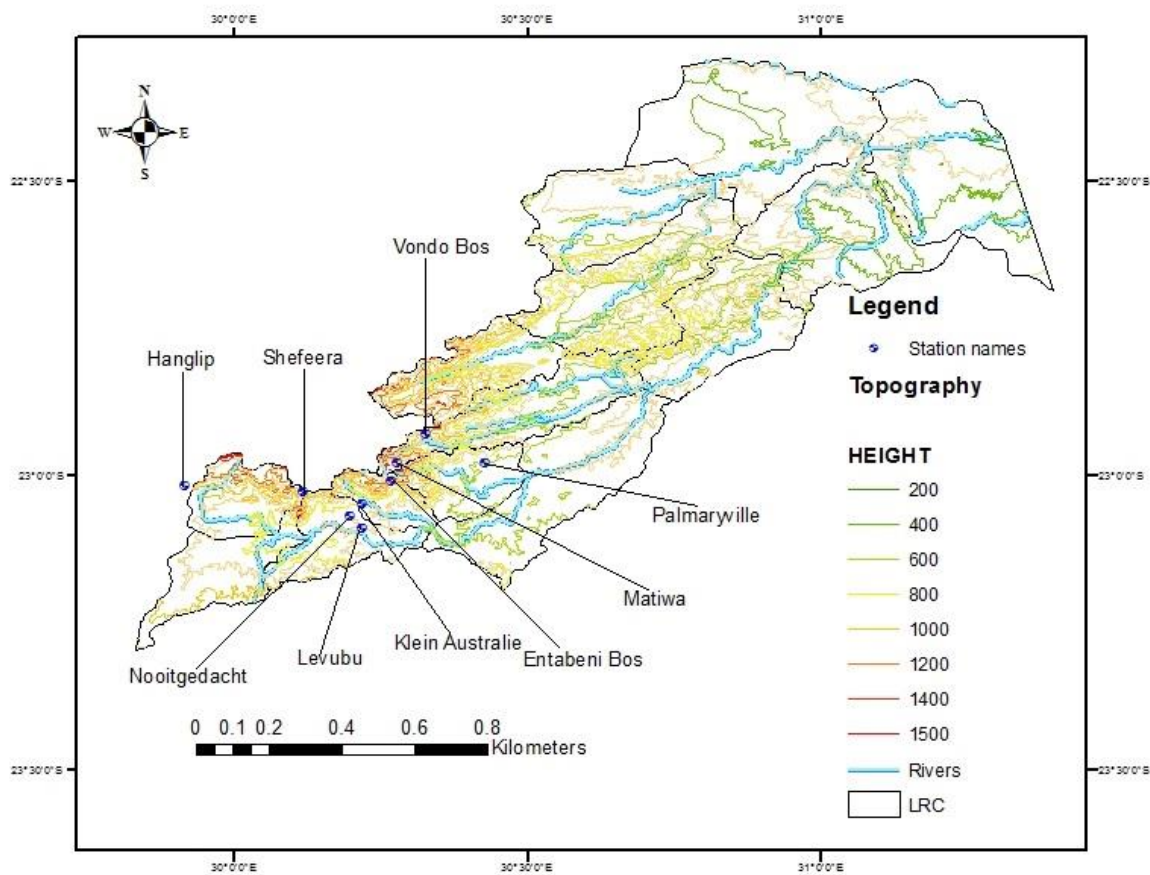 30°0'0"E 30°30'0"E 31°0'0"E
N
W E
S
22°30'0"S 22°30'0"S
Vondo Bos
Legend
Hanglip Shefeera
Station names
Topography
HEIGHT
23°0'0"S 23°0'0"S
200
Palmaryville
400
600
Matiwa
800
Klein Australie
1000
Levubu Entabeni Bos
1200
Nooitgedacht
1400
0 0.1 0.2 0.4 0.6 0.8
1500
Kilometers
23°30'0"S Rivers 23°30'0"S
LRC
30°0'0"E 30°30'0"E 31°0'0"E